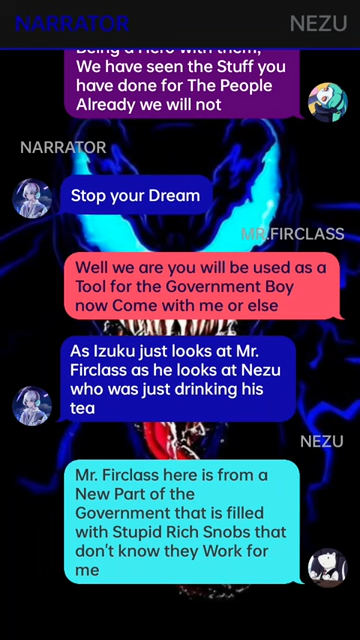 NARRATOR
NEZU
Being a Hero with them,
We have seen the Stuff you
have done for The People
Already we will not
NARRATOR
Stop your Dream
MR.FIRCLASS
Well we are you will be used as a
Tool for the Government Boy
now Come with me or else
As Izuku just looks at Mr.
Firclass as he looks at Nezu
who was just drinking his
tea
NEZU
Mr. Firclass here is from a
New Part of the
Government that is filled
with Stupid Rich Snobs that
don't know they Work for
me